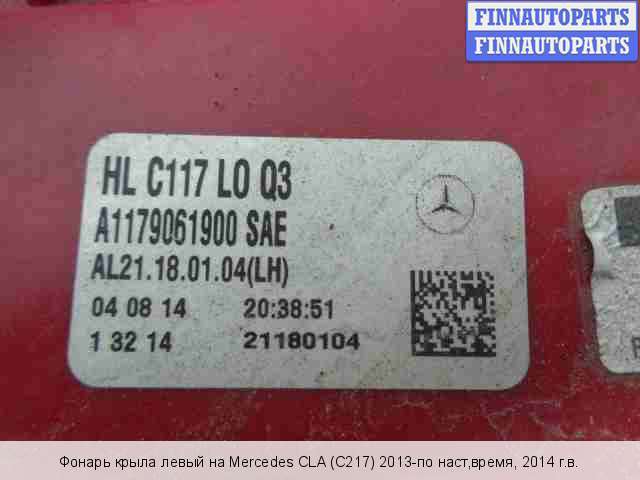 FINNAUTOPARTS
FINNAUTOPARTS
HL C117 LO Q3
A1179061900 SAE
AL21.18.01.04(LH)
04 08 14 20:38:51
1 32 14 21180104
Фонарь крыла левый на Mercedes CLA (C217) 2013-по наст,время, 2014 г.в.